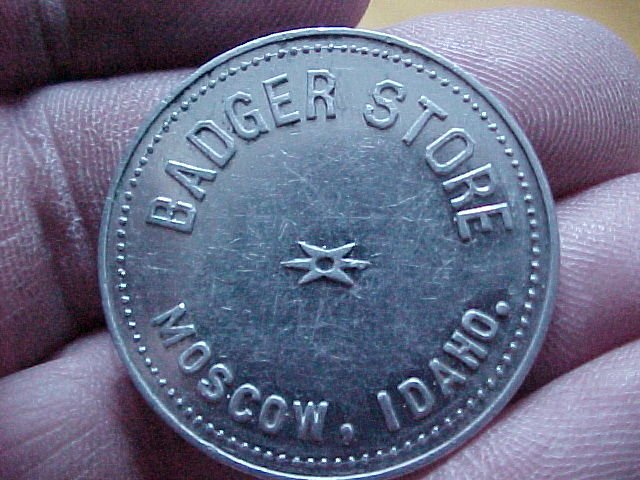 BADGER STORE
MOSCOW, IDAHO.